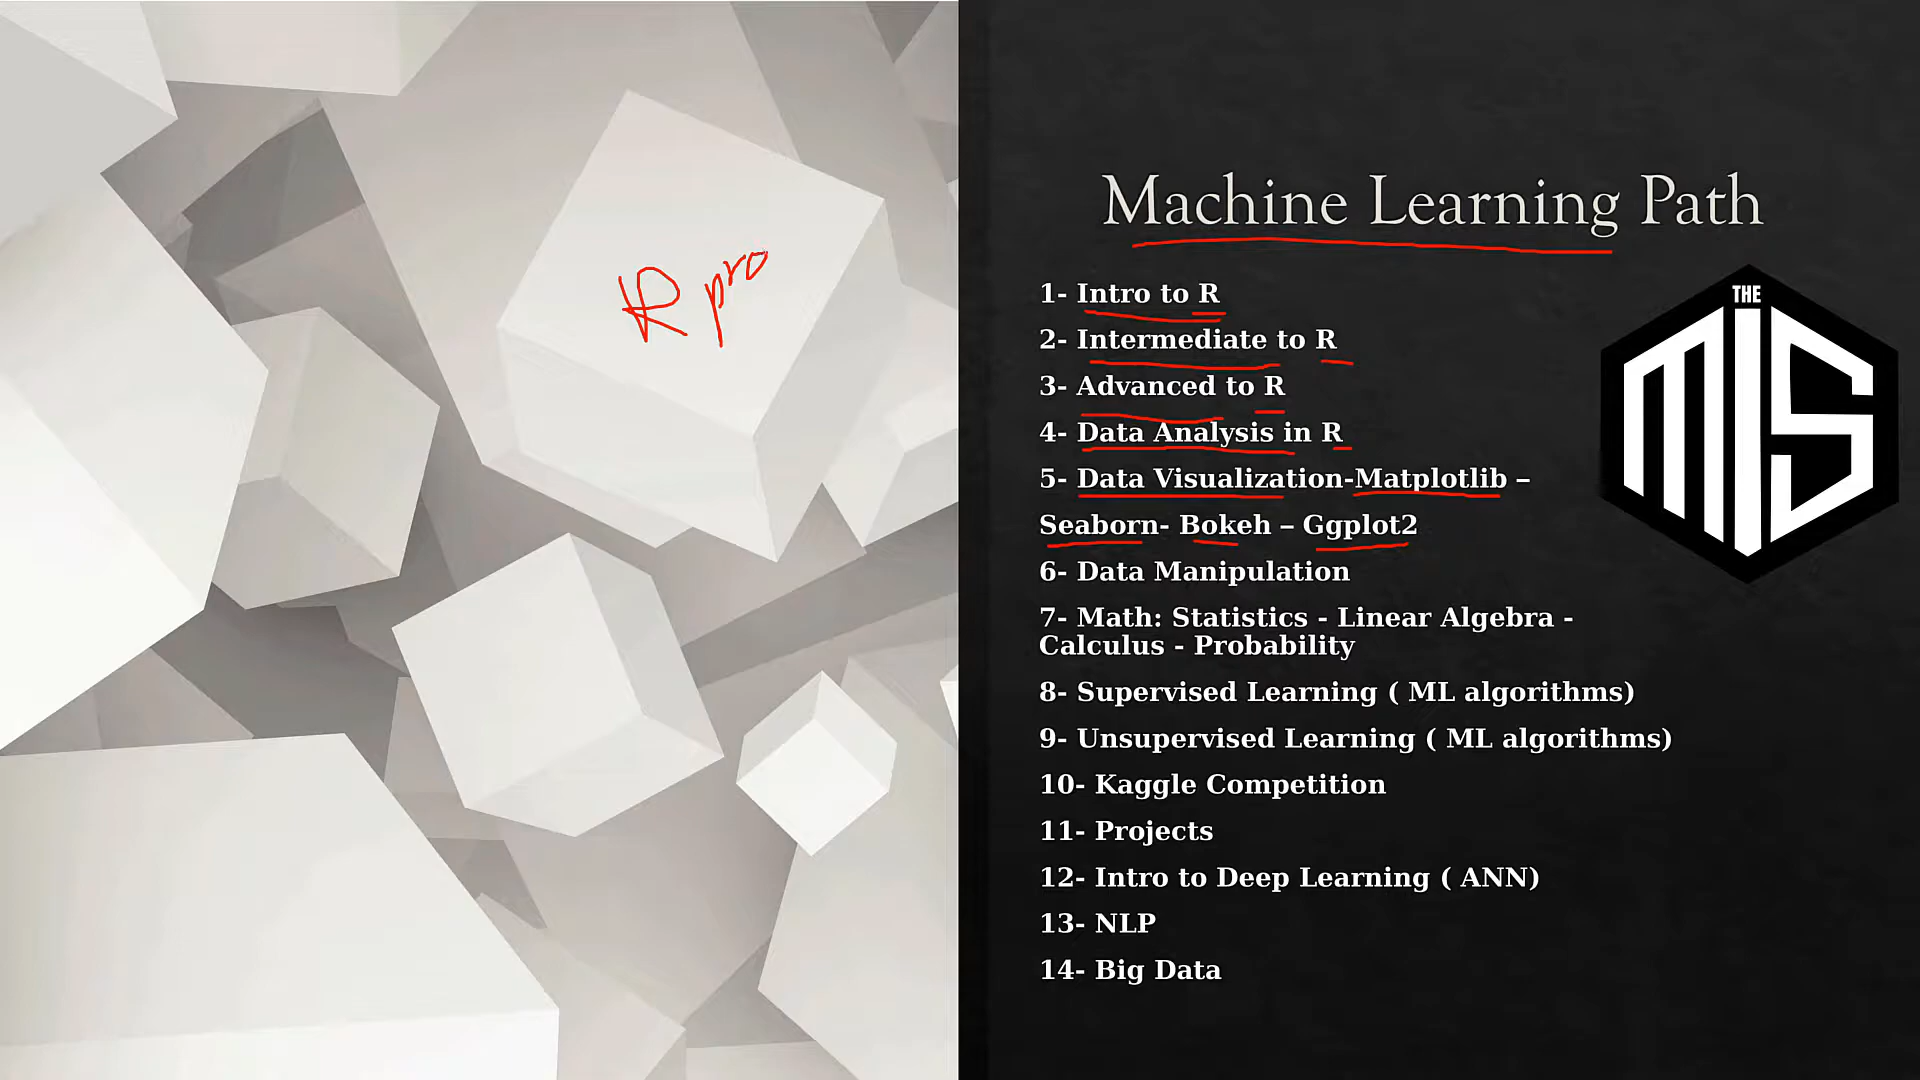 R pro
Machine Learning Path
1- Intro to R
2- Intermediate to R
3- Advanced to R
4- Data Analysis in R
5- Data Visualization-Matplotlib –
Seaborn- Bokeh – Ggplot2
6- Data Manipulation
7- Math: Statistics - Linear Algebra -
Calculus - Probability
8- Supervised Learning ( ML algorithms)
9- Unsupervised Learning ( ML algorithms)
10- Kaggle Competition
11- Projects
12- Intro to Deep Learning ( ANN)
13- NLP
14- Big Data
THE
MIS